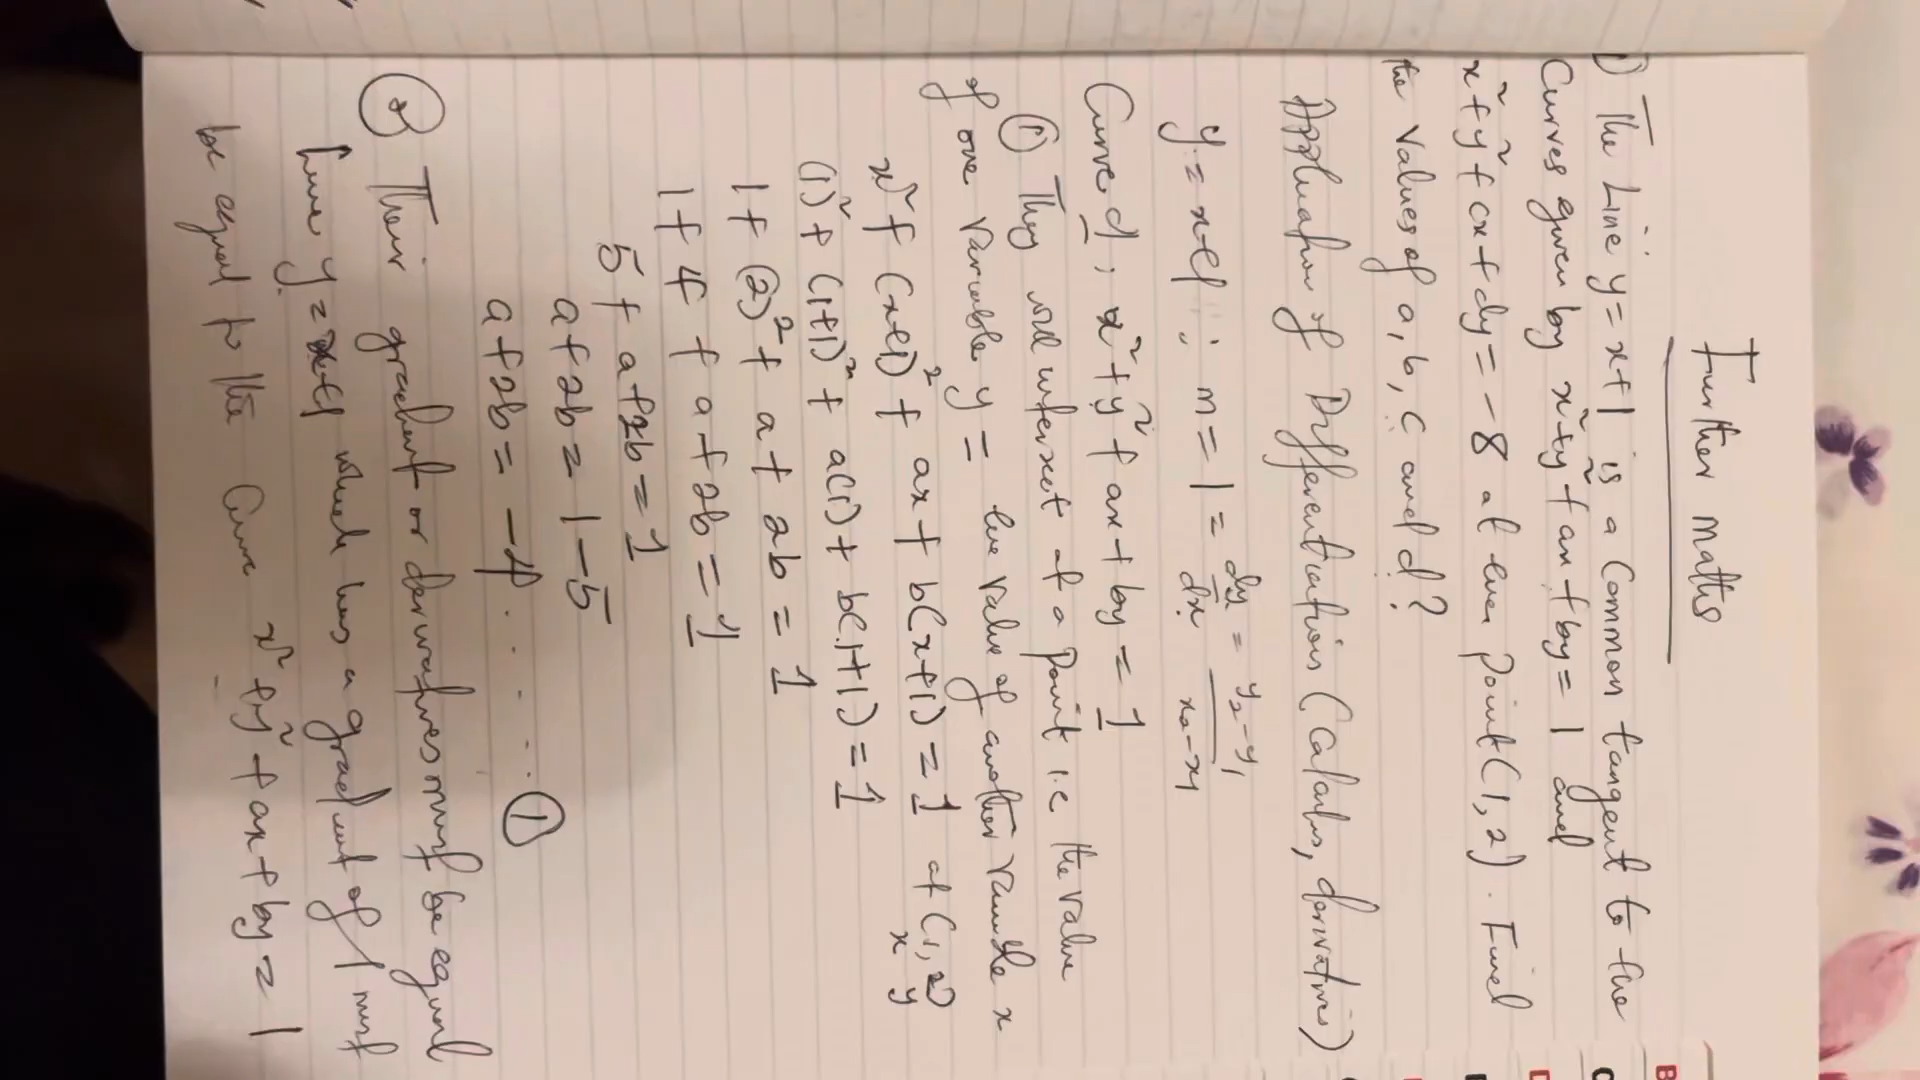 Further maths
1) The Line y = x+1 is a Common tangent to the
Curves given by x²+y²+ax+by = 1 and
x²+y²+cx+dy = -8 at the point (1, 2). Find
the values of a, b, c and d?
Application of Differentiations (Calculus, derivatives)
y = x+1 ; m = 1 = dy/dx = y₂-y₁/x₂-x₁
Curve 1; x²+y²+ax+by = 1
① They will intersect at a point i.e the value
of one variable y = the value of another variable x
x²+(x+1)²+ax+b(x+1) = 1 at (1, 2)
x y
(1)²+(1+1)²+a(1)+b(1+1) = 1
1+(2)²+a+2b = 1
1+4+a+2b = 1
5+a+2b = 1
a+2b = 1-5
a+2b = -4 ...... ①
② Their gradient or derivatives must be equal
Line y = x+1 which has a gradient of 1 must
be equal to the Curve x²+y²+ax+by = 1
B
C